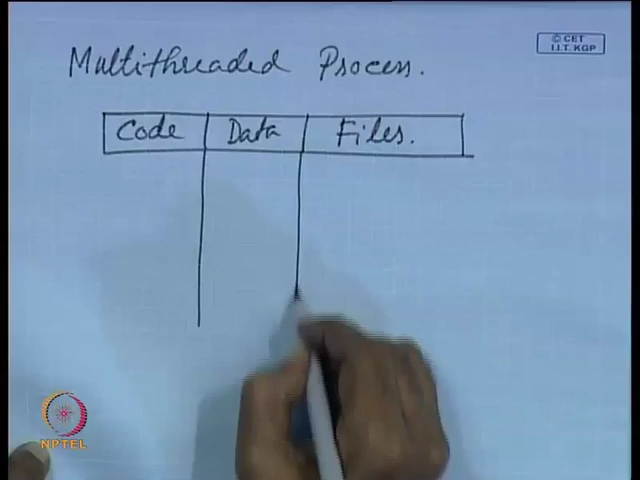 Multithreaded Process.
© CET
I.I.T. KGP
Code Data Files.
NPTEL